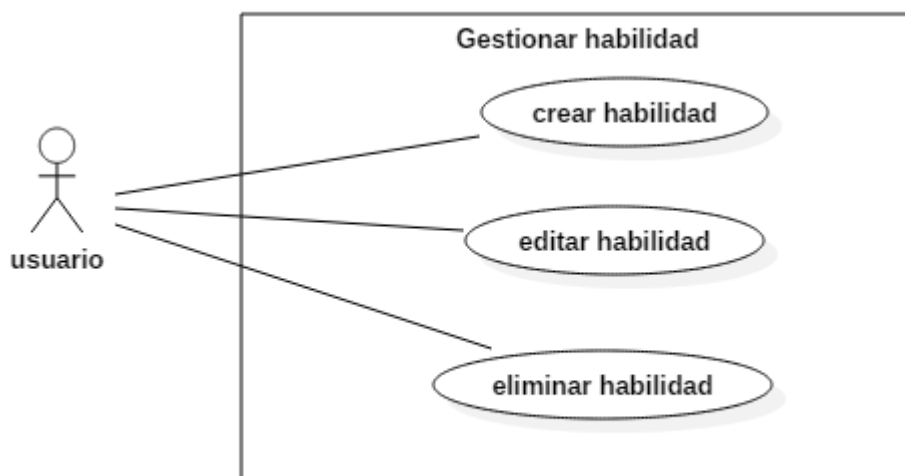 Gestionar habilidad
crear habilidad
editar habilidad
usuario
eliminar habilidad